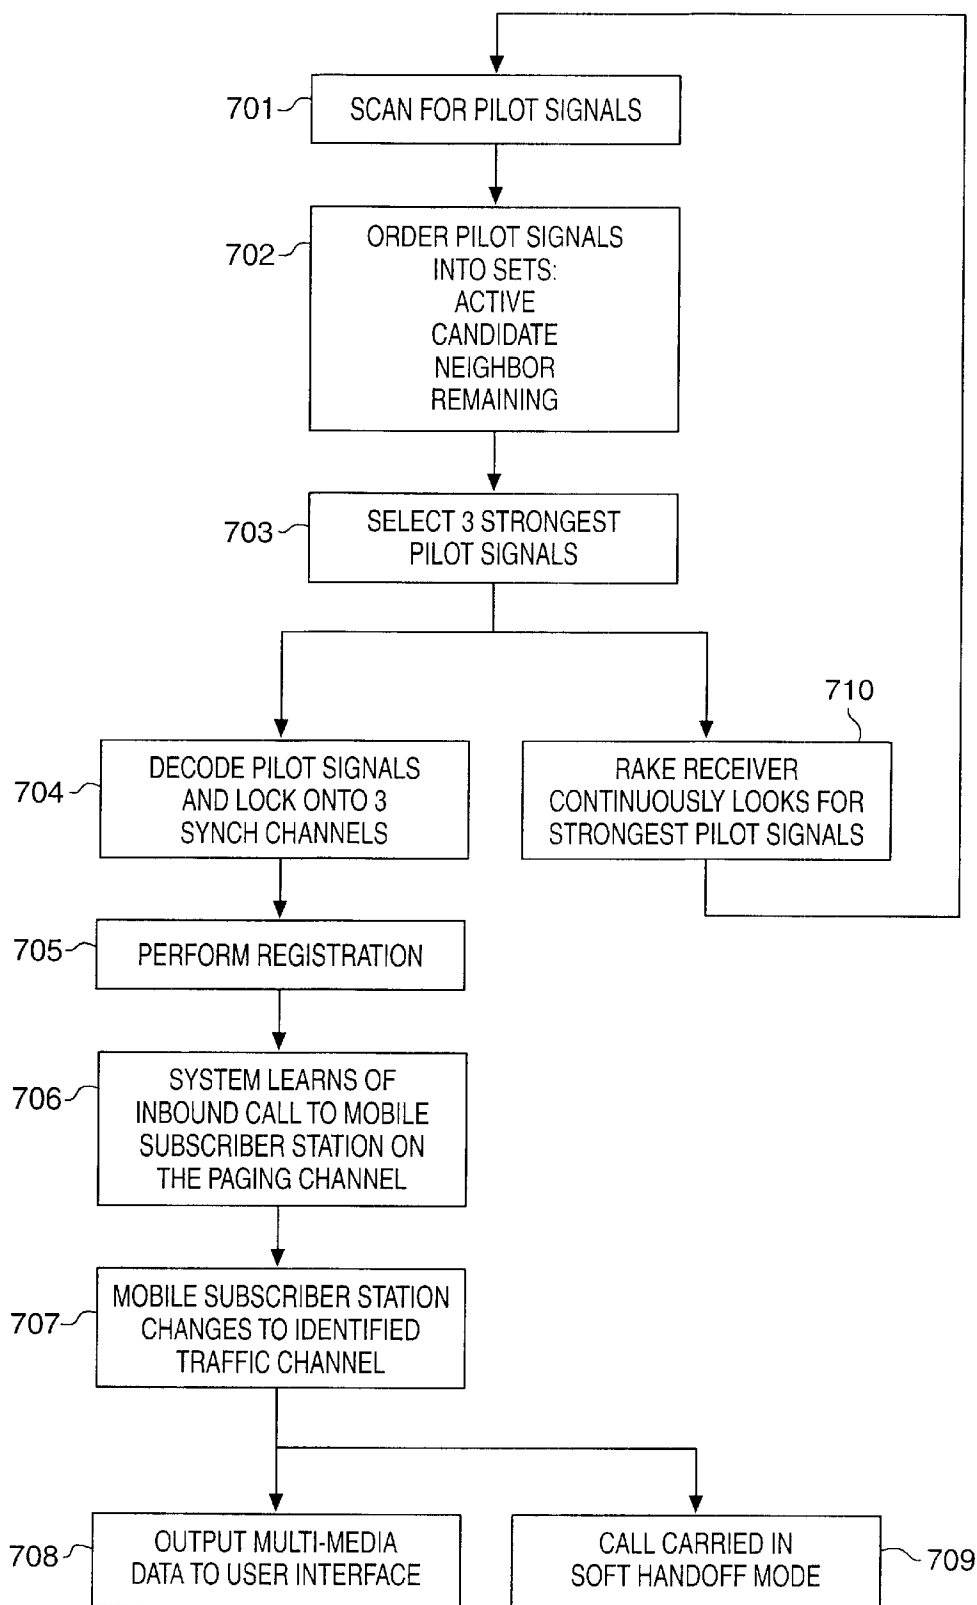 701
SCAN FOR PILOT SIGNALS
702
ORDER PILOT SIGNALS
INTO SETS:
ACTIVE
CANDIDATE
NEIGHBOR
REMAINING
703
SELECT 3 STRONGEST
PILOT SIGNALS
704
DECODE PILOT SIGNALS
AND LOCK ONTO 3
SYNCH CHANNELS
710
RAKE RECEIVER
CONTINUOUSLY LOOKS FOR
STRONGEST PILOT SIGNALS
705
PERFORM REGISTRATION
706
SYSTEM LEARNS OF
INBOUND CALL TO MOBILE
SUBSCRIBER STATION ON
THE PAGING CHANNEL
707
MOBILE SUBSCRIBER STATION
CHANGES TO IDENTIFIED
TRAFFIC CHANNEL
708
OUTPUT MULTI-MEDIA
DATA TO USER INTERFACE
709
CALL CARRIED IN
SOFT HANDOFF MODE